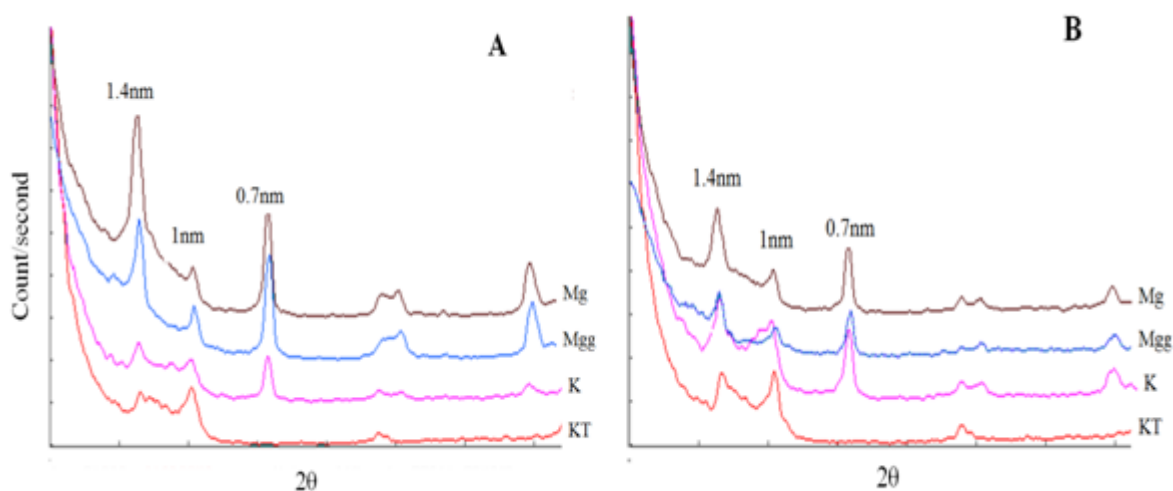 A
1.4nm
1nm
0.7nm
Count/second
Mg
Mgg
K
KT
2θ
B
1.4nm
1nm
0.7nm
Mg
Mgg
K
KT
2θ